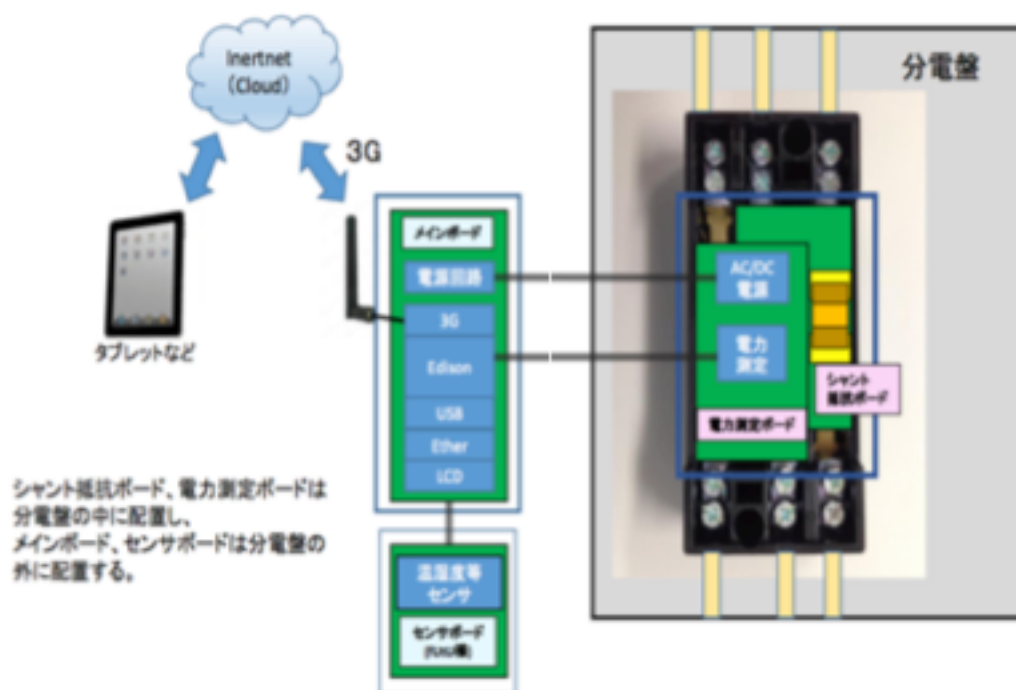 Inertnet
(Cloud)
3G
分電盤
タブレットなど
メインボード
電源回路
3G
Edison
USB
Ether
LCD
AC/DC
電源
電力
測定
シャント
抵抗ボード
電力測定ボード
シャント抵抗ボード、電力測定ボードは
分電盤の中に配置し、
メインボード、センサボードは分電盤の
外に配置する。
温湿度等
センサ
センサボード